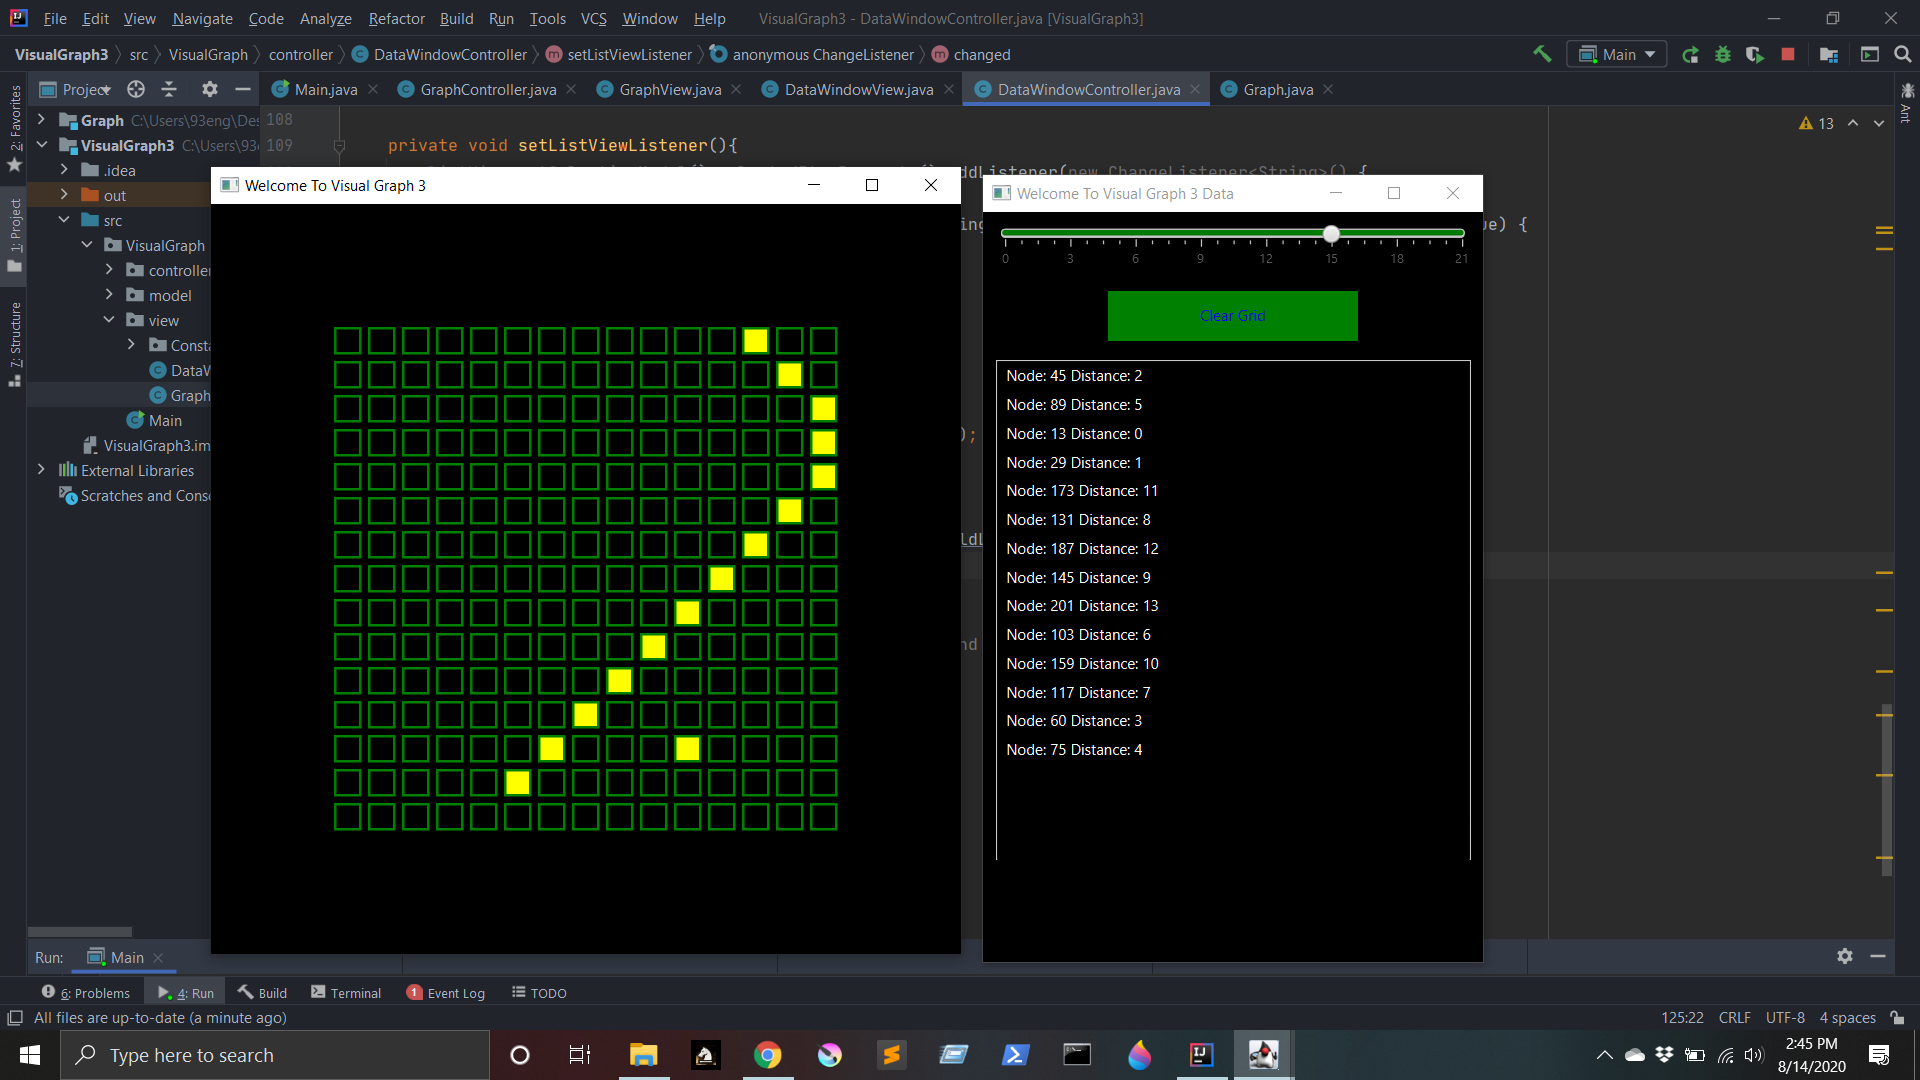 File Edit View Navigate Code Analyze Refactor Build Run Tools VCS Window Help VisualGraph3 - DataWindowController.java [VisualGraph3]
VisualGraph3 src VisualGraph controller DataWindowController setListViewListener anonymous ChangeListener changed Main
Project Main.java GraphController.java GraphView.java DataWindowView.java DataWindowController.java Graph.java
2: Favorites
1: Project
7: Structure
Ant
Graph C:\Users\93eng\Des
VisualGraph3 C:\Users\93
.idea
out
src
VisualGraph
controller
model
view
Consta
DataW
Graph
Main
VisualGraph3.im
External Libraries
Scratches and Conso
108
109 private void setListViewListener(){
ddListener(new ChangeListener<String>() {
ue) {
);
13
Welcome To Visual Graph 3
Welcome To Visual Graph 3 Data
0 3 6 9 12 15 18 21
Clear Grid
Node: 45 Distance: 2
Node: 89 Distance: 5
Node: 13 Distance: 0
Node: 29 Distance: 1
Node: 173 Distance: 11
Node: 131 Distance: 8
Node: 187 Distance: 12
Node: 145 Distance: 9
Node: 201 Distance: 13
Node: 103 Distance: 6
Node: 159 Distance: 10
Node: 117 Distance: 7
Node: 60 Distance: 3
Node: 75 Distance: 4
Run: Main
6: Problems 4: Run Build Terminal 1 Event Log TODO
All files are up-to-date (a minute ago) 125:22 CRLF UTF-8 4 spaces
Type here to search
2:45 PM
8/14/2020